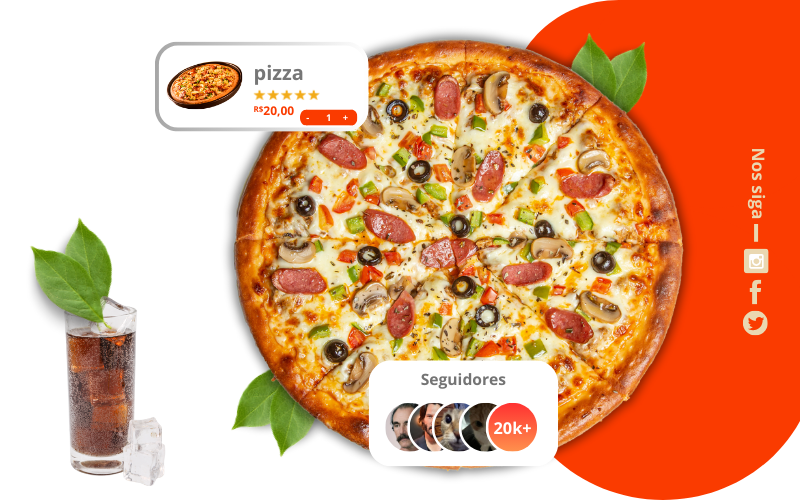 pizza
R$20,00
- 1 +
Nos siga
Seguidores
20k+